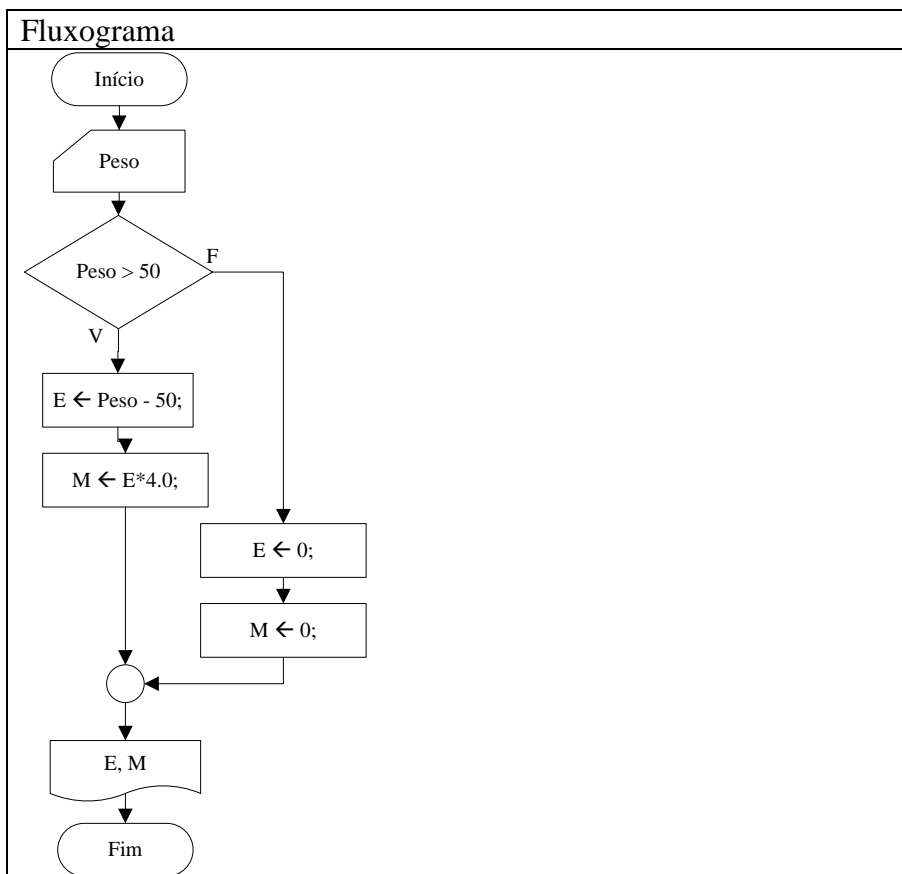 Fluxograma
Início
Peso
Peso > 50
F
V
E ← Peso - 50;
M ← E*4.0;
E ← 0;
M ← 0;
E, M
Fim